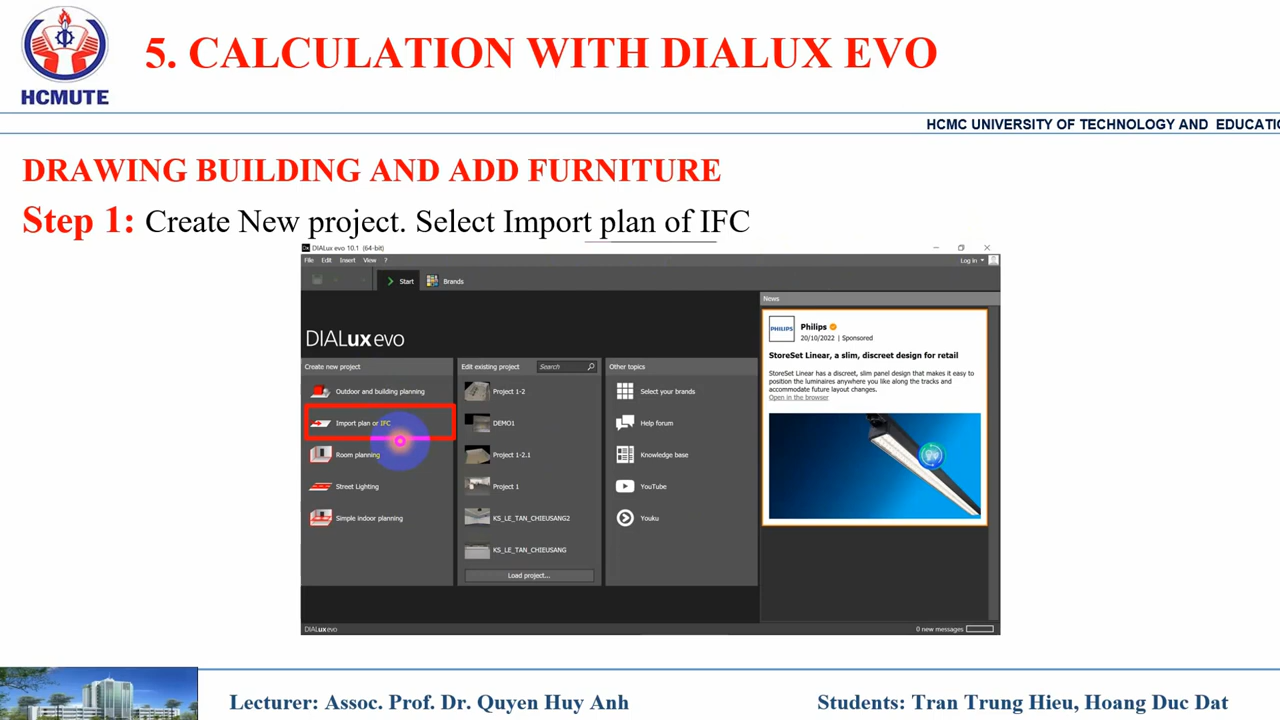 HCMUTE
5. CALCULATION WITH DIALUX EVO
HCMC UNIVERSITY OF TECHNOLOGY AND EDUCATIO
DRAWING BUILDING AND ADD FURNITURE
Step 1: Create New project. Select Import plan of IFC
DIALux evo 10.1 (64-bit)
File Edit Insert View ? Log in
Start Brands
DIALux evo
Create new project
Outdoor and building planning
Import plan or IFC
Room planning
Street Lighting
Simple indoor planning
Edit existing project Search
Project 1-2
DEMO1
Project 1-2.1
Project 1
KS_LE_TAN_CHIEUSANG2
KS_LE_TAN_CHIEUSANG
Load project...
Other topics
Select your brands
Help forum
Knowledge base
YouTube
Youku
News
PHILIPS
Philips
20/10/2022 | Sponsored
StoreSet Linear, a slim, discreet design for retail
StoreSet Linear has a discreet, slim panel design that makes it easy to
position the luminaires anywhere you like along the tracks and
accommodate future layout changes.
Open in the browser
DIALux evo
0 new messages
Lecturer: Assoc. Prof. Dr. Quyen Huy Anh
Students: Tran Trung Hieu, Hoang Duc Dat